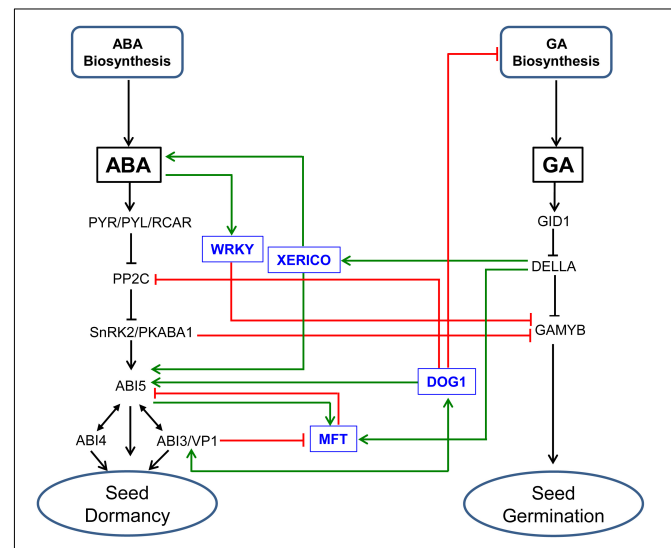 ABA
Biosynthesis
GA
Biosynthesis
ABA
GA
PYR/PYL/RCAR
GID1
WRKY
XERICO
DELLA
PP2C
SnRK2/PKABA1
GAMYB
ABI5
DOG1
ABI4
ABI3/VP1
MFT
Seed
Dormancy
Seed
Germination